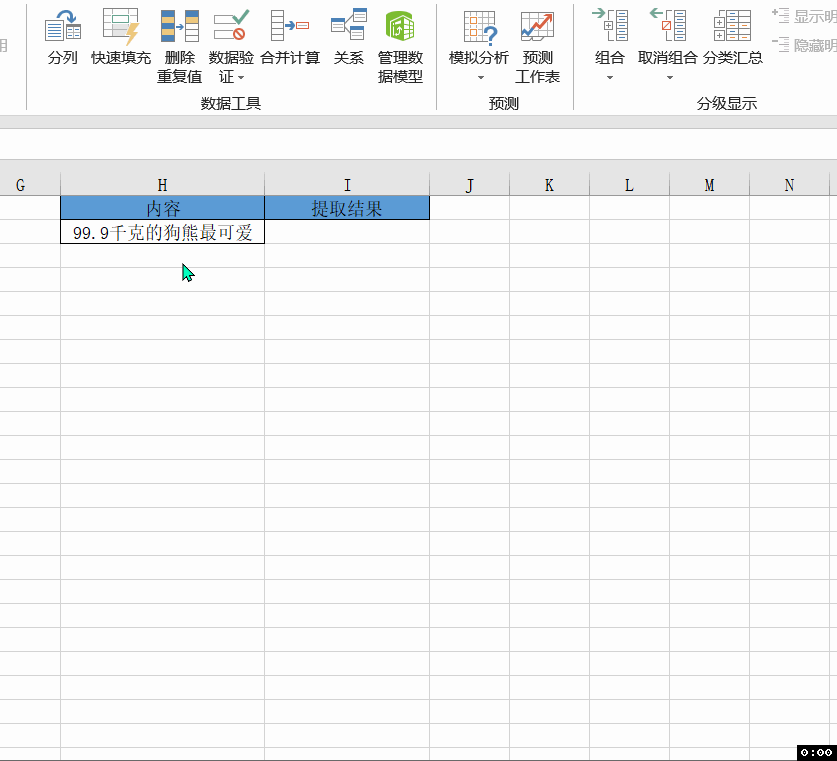 分列 快速填充 删除 数据验 合并计算 关系 管理数 模拟分析 预测 组合 取消组合 分类汇总 显示明
重复值 证 据模型 工作表 隐藏明
数据工具 预测 分级显示
G H I J K L M N
内容 提取结果
99.9千克的狗熊最可爱
0:00